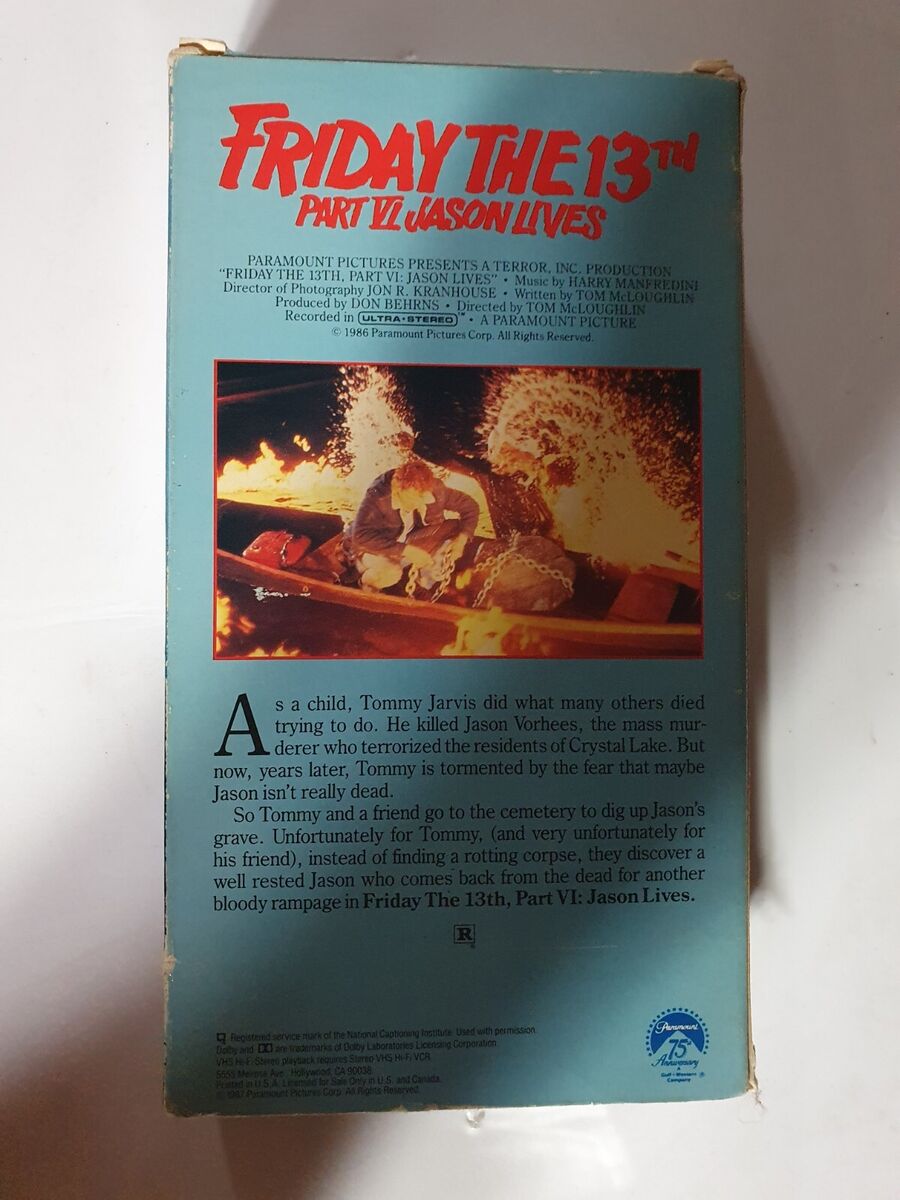 FRIDAY THE 13TH
PART VI JASON LIVES
PARAMOUNT PICTURES PRESENTS A TERROR, INC. PRODUCTION
"FRIDAY THE 13TH, PART VI: JASON LIVES" • Music by HARRY MANFREDINI
Director of Photography JON R. KRANHOUSE • Written by TOM McLOUGHLIN
Produced by DON BEHRNS • Directed by TOM McLOUGHLIN
Recorded in ULTRA•STEREO™ • A PARAMOUNT PICTURE
© 1986 Paramount Pictures Corp. All Rights Reserved.
As a child, Tommy Jarvis did what many others died
trying to do. He killed Jason Vorhees, the mass mur-
derer who terrorized the residents of Crystal Lake. But
now, years later, Tommy is tormented by the fear that maybe
Jason isn't really dead.
So Tommy and a friend go to the cemetery to dig up Jason's
grave. Unfortunately for Tommy, (and very unfortunately for
his friend), instead of finding a rotting corpse, they discover a
well rested Jason who comes back from the dead for another
bloody rampage in Friday The 13th, Part VI: Jason Lives.
R
Registered service mark of the National Captioning Institute. Used with permission.
Dolby and are trademarks of Dolby Laboratories Licensing Corporation.
VHS Hi-Fi Stereo playback requires Stereo VHS Hi-Fi VCR
5555 Melrose Ave., Hollywood, CA 90038
Printed in U.S.A. Licensed for Sale Only in U.S. and Canada.
© 1987 Paramount Pictures Corp. All Rights Reserved.
Paramount
75th
Anniversary
A
Gulf+Western
Company